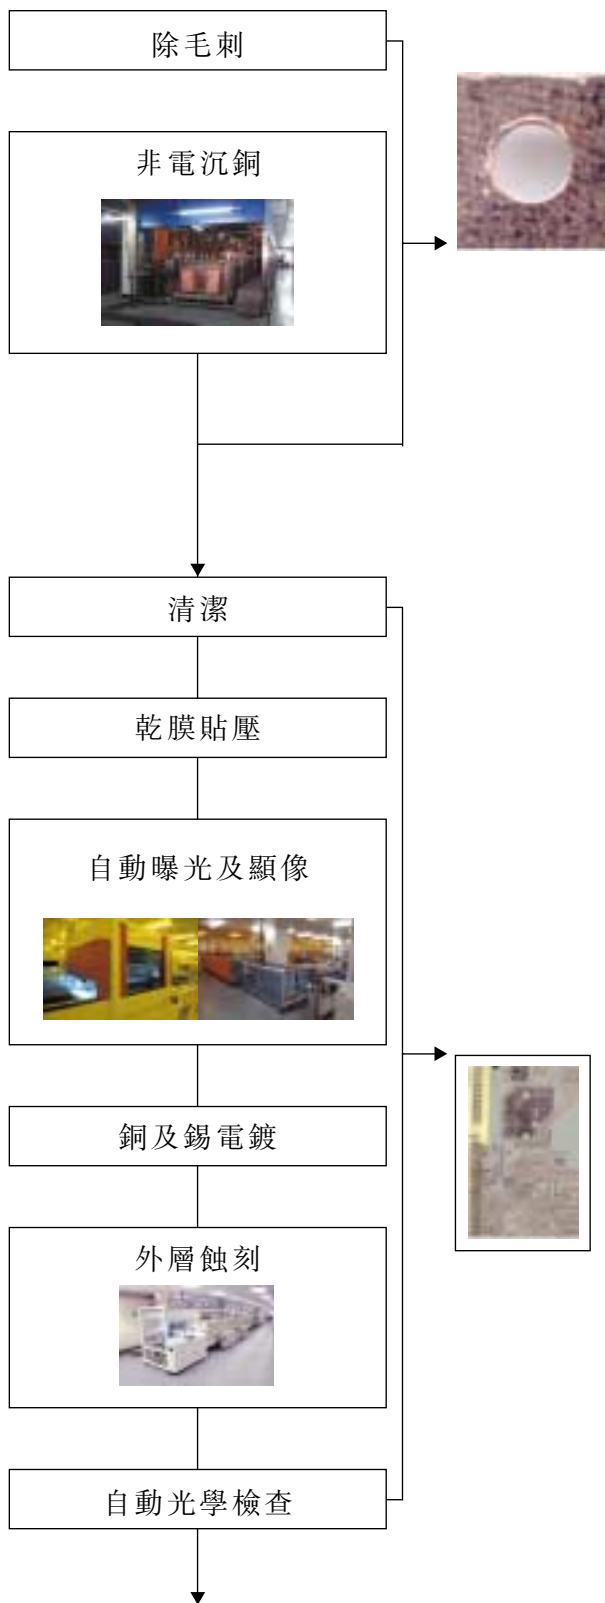 除毛刺
非電沉銅
清潔
乾膜貼壓
自動曝光及顯像
銅及錫電鍍
外層蝕刻
自動光學檢查